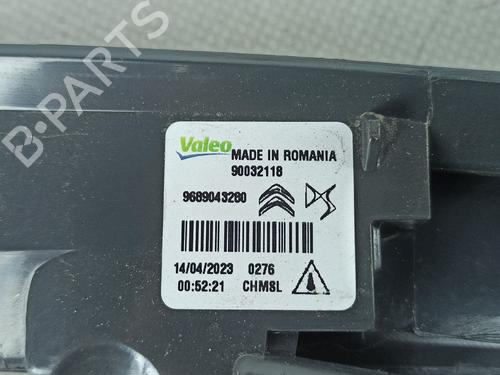 B-PARTS
Valeo MADE IN ROMANIA
90032118
9689043280
14/04/2023 0276
00:52:21 CHMSL